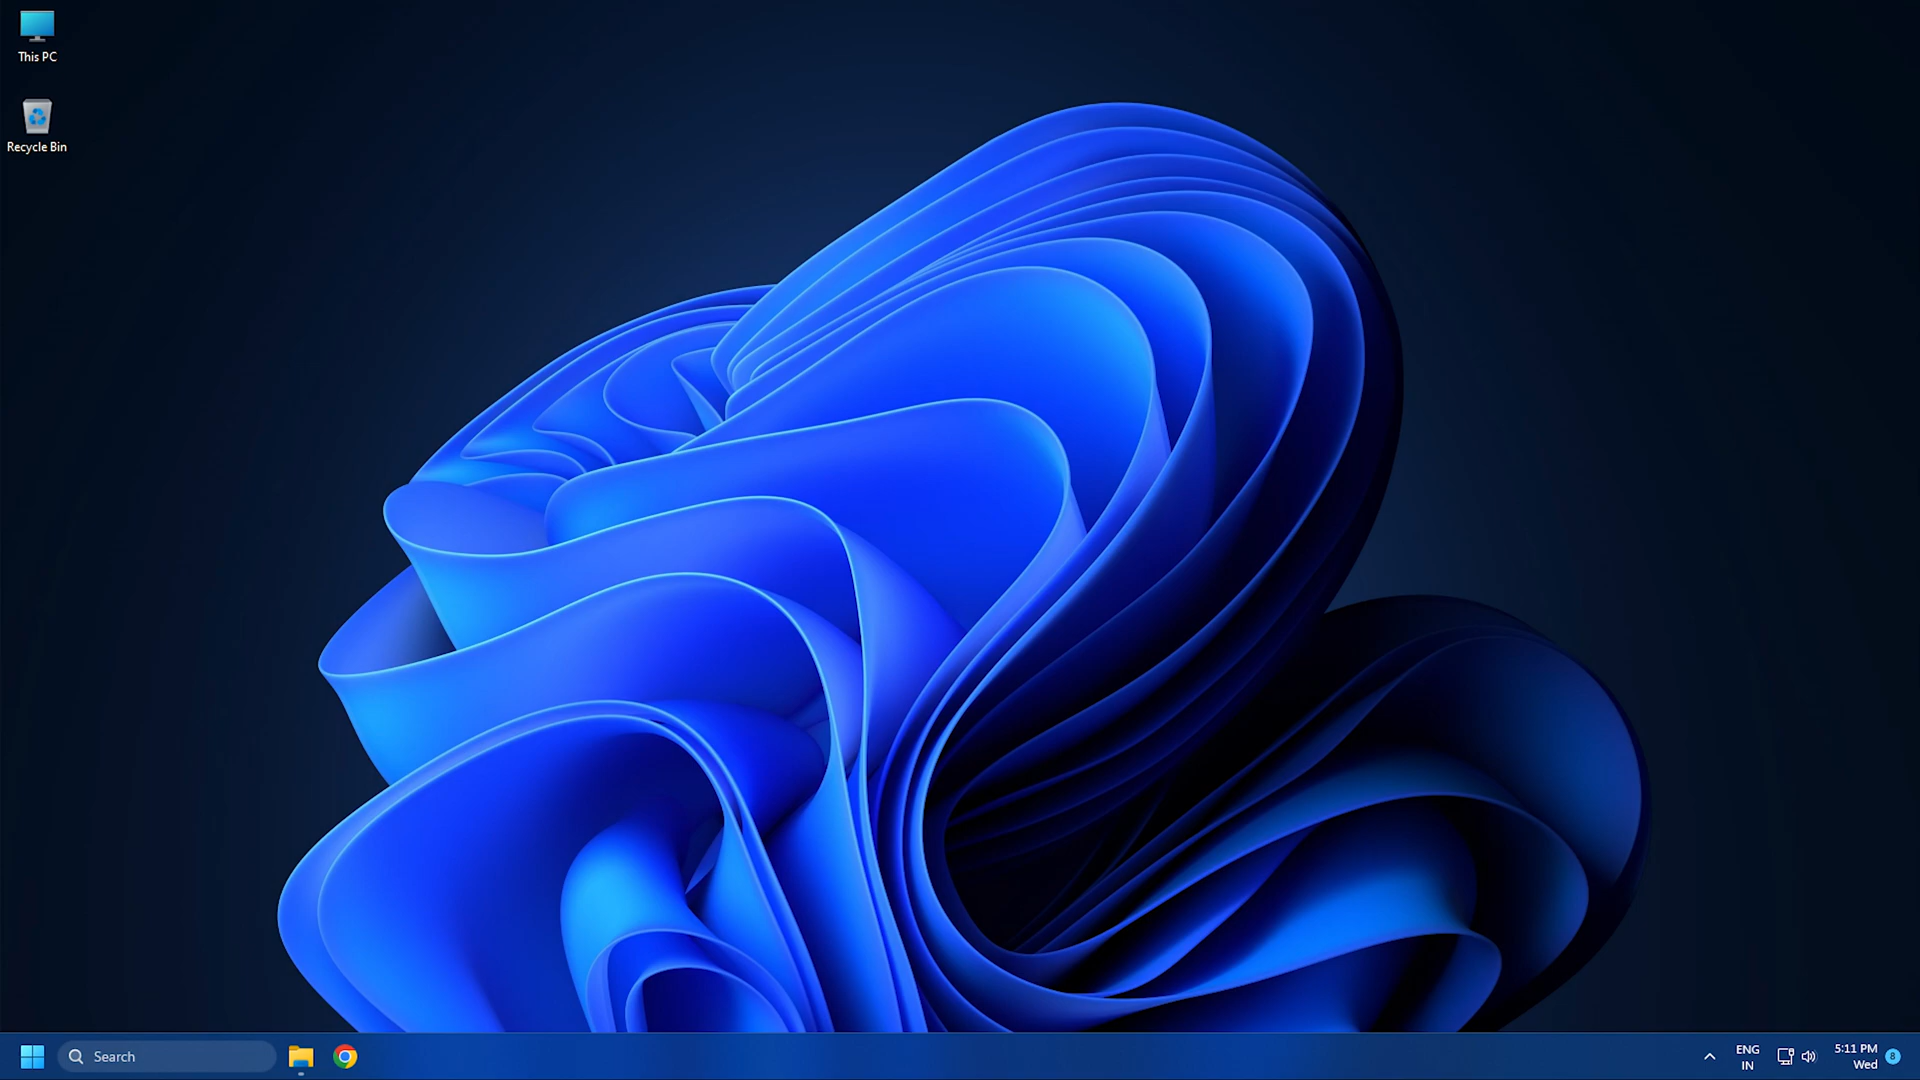 This PC
Recycle Bin
Search
ENG
IN
5:11 PM
Wed
8